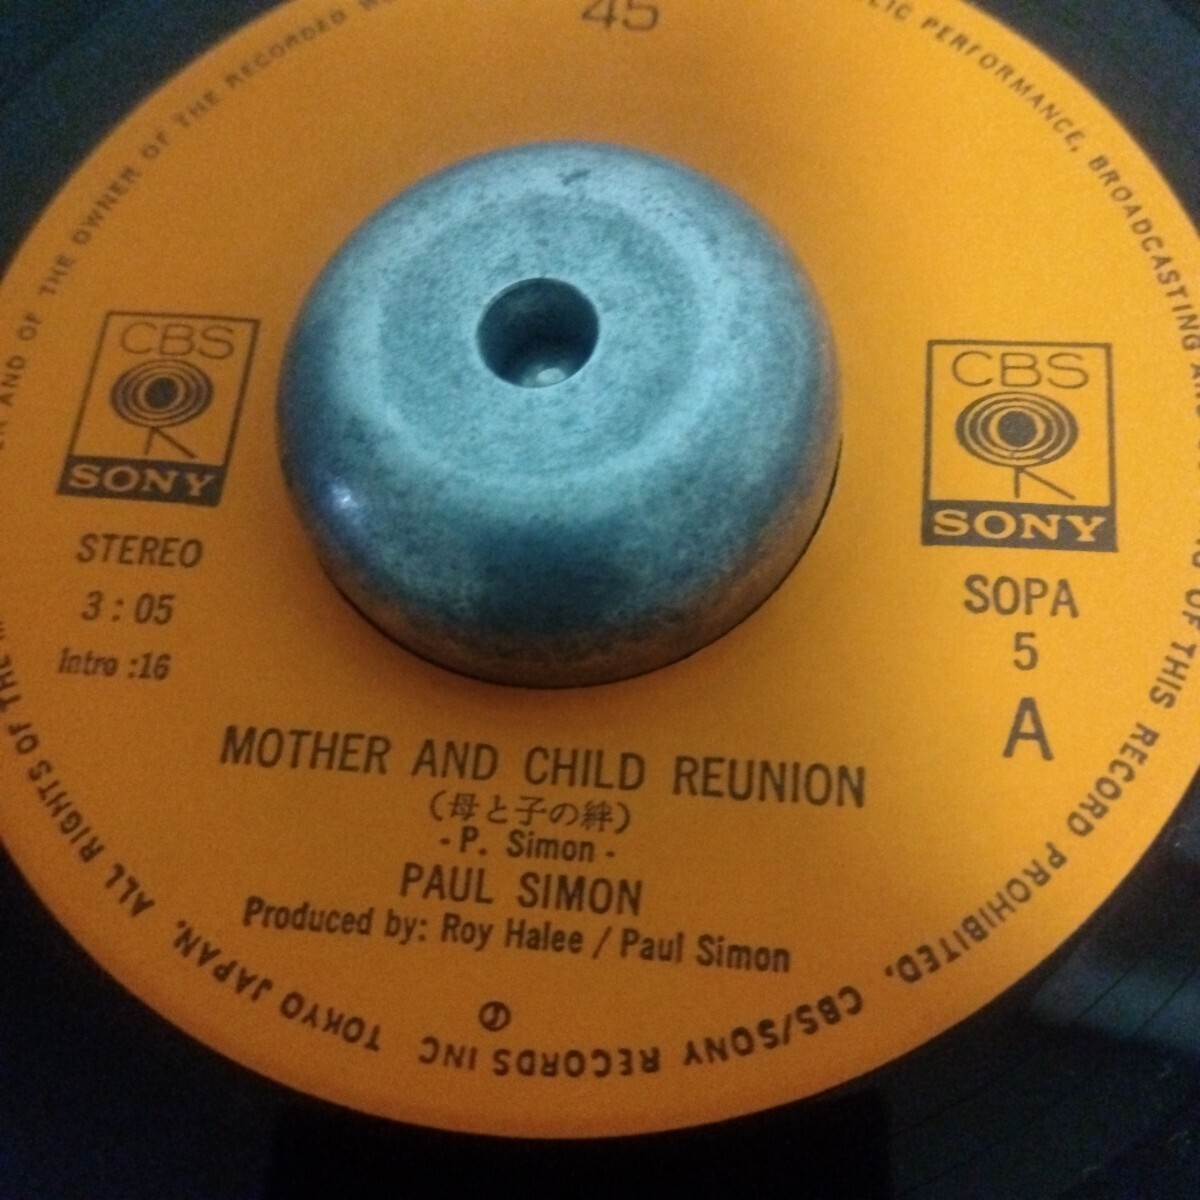 45
CBS
SONY
STEREO
3:05
Intro :16
CBS
SONY
SOPA
5
A
MOTHER AND CHILD REUNION
(母と子の絆)
- P. Simon -
PAUL SIMON
Produced by: Roy Halee / Paul Simon
AND OF THE OWNER OF THE RECORDED
PERFORMANCE, BROADCASTING
OF THIS RECORD PROHIBITED. CBS/SONY RECORDS INC TOKYO JAPAN. ALL RIGHTS OF THE